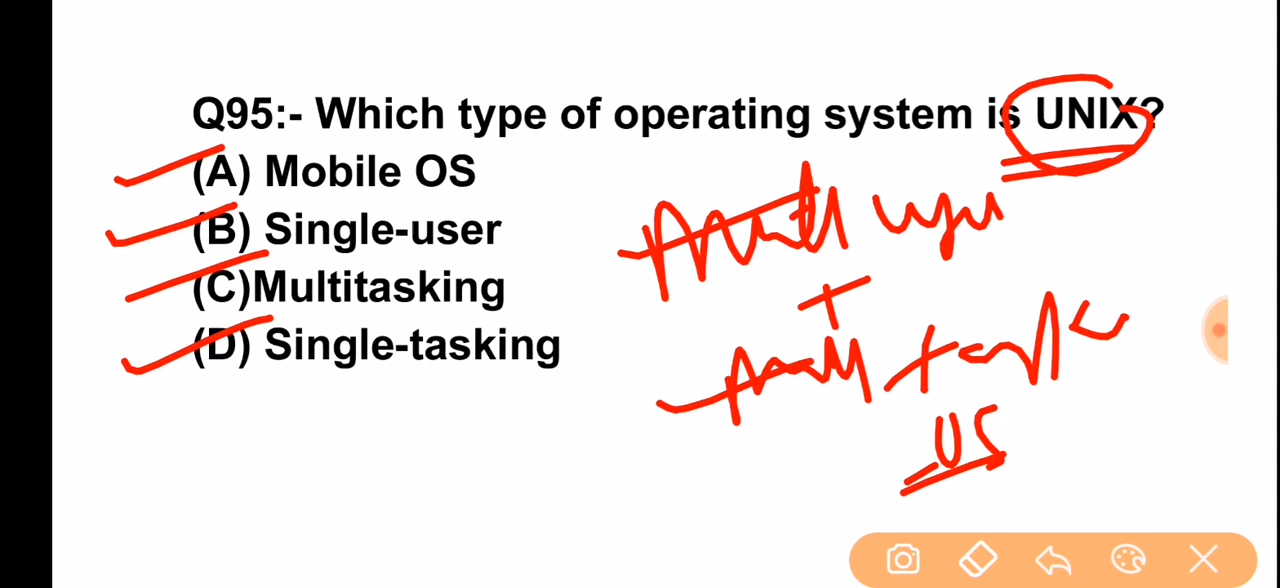 Q95:- Which type of operating system is UNIX?
(A) Mobile OS
(B) Single-user
(C)Multitasking
(D) Single-tasking
+
OS